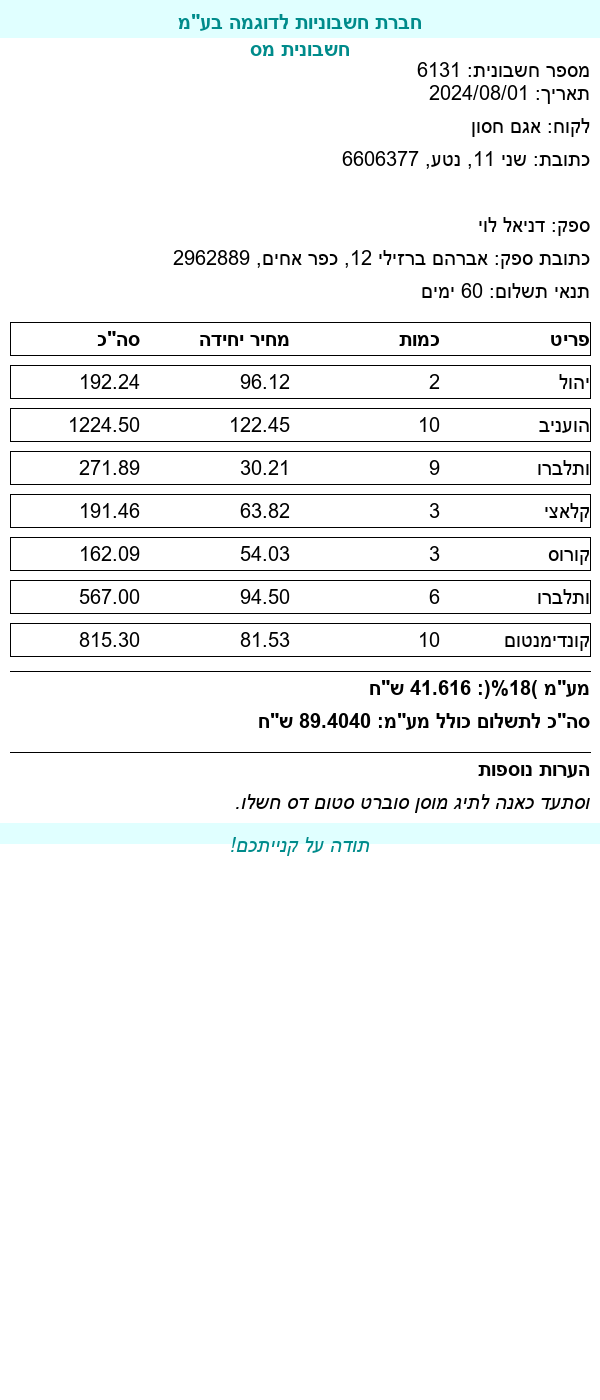 חברת חשבוניות לדוגמה בע"מ
חשבונית מס
מספר חשבונית: 6131
תאריך: 2024/08/01
לקוח: אגם חסון
כתובת: שני 11, נטע, 6606377
ספק: דניאל לוי
כתובת ספק: אברהם ברזילי 12, כפר אחים, 2962889
תנאי תשלום: 60 ימים
פריט כמות מחיר יחידה סה"כ
יהול 2 96.12 192.24
הועניב 10 122.45 1224.50
ותלברו 9 30.21 271.89
קלאצי 3 63.82 191.46
קורוס 3 54.03 162.09
ותלברו 6 94.50 567.00
קונדימנטום 10 81.53 815.30
מע"מ )18%(: 41.616 ש"ח
סה"כ לתשלום כולל מע"מ: 89.4040 ש"ח
הערות נוספות
וסתעד כאנה לתיג מוסן סוברט סטום דס חשלו.
תודה על קנייתכם!